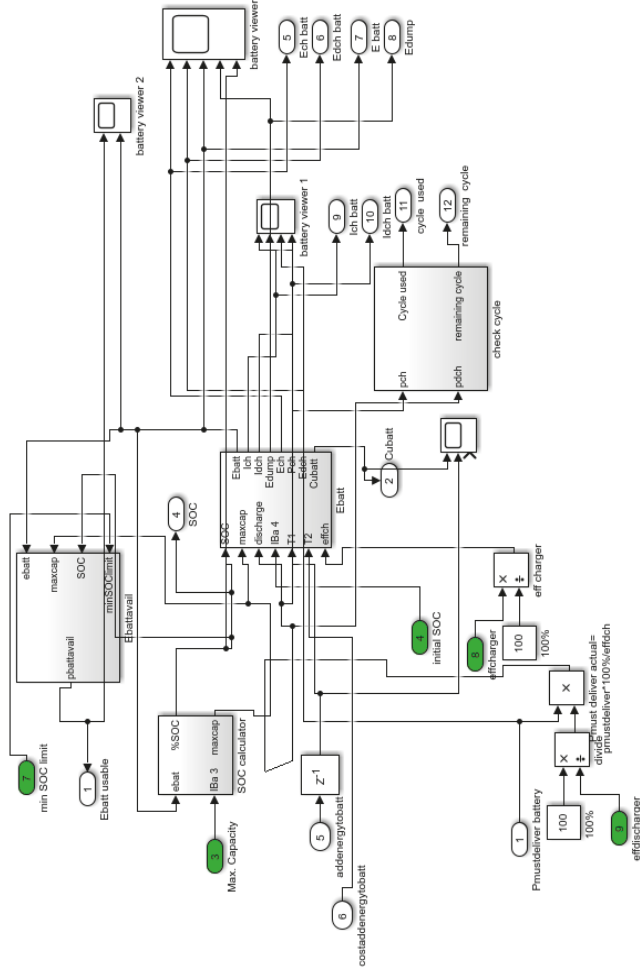 battery viewer 2
battery viewer
5
Ech batt
6
Edch batt
7
E batt
8
Edump
7
min SOC limit
1
Ebatt usable
pbattavail
ebatt
maxcap
SOC
minSOClimit
Ebattavail
4
SOC
battery viewer 1
9
Ich batt
10
Idch batt
11
cycle used
12
remaining cycle
3
Max. Capacity
ebat
IBa 3
%SOC
maxcap
SOC calculator
SOC
maxcap
discharge
IBa 4
T1
T2
effch
Ebatt
Ich
Idch
Edump
Ech
Pch
Edch
Cubatt
Ebatt
pch
pdch
Cycle used
remaining cycle
check cycle
2
Cubatt
5
addenergytobatt
Z-1
6
costaddenergytobatt
4
initial SOC
8
effcharger
100
100%
×
÷
eff charger
1
Pmustdeliver battery
100
100%
9
effdischarger
×
÷
divide
×
Pmust deliver actual=
pmustdeliver*100%/effdch